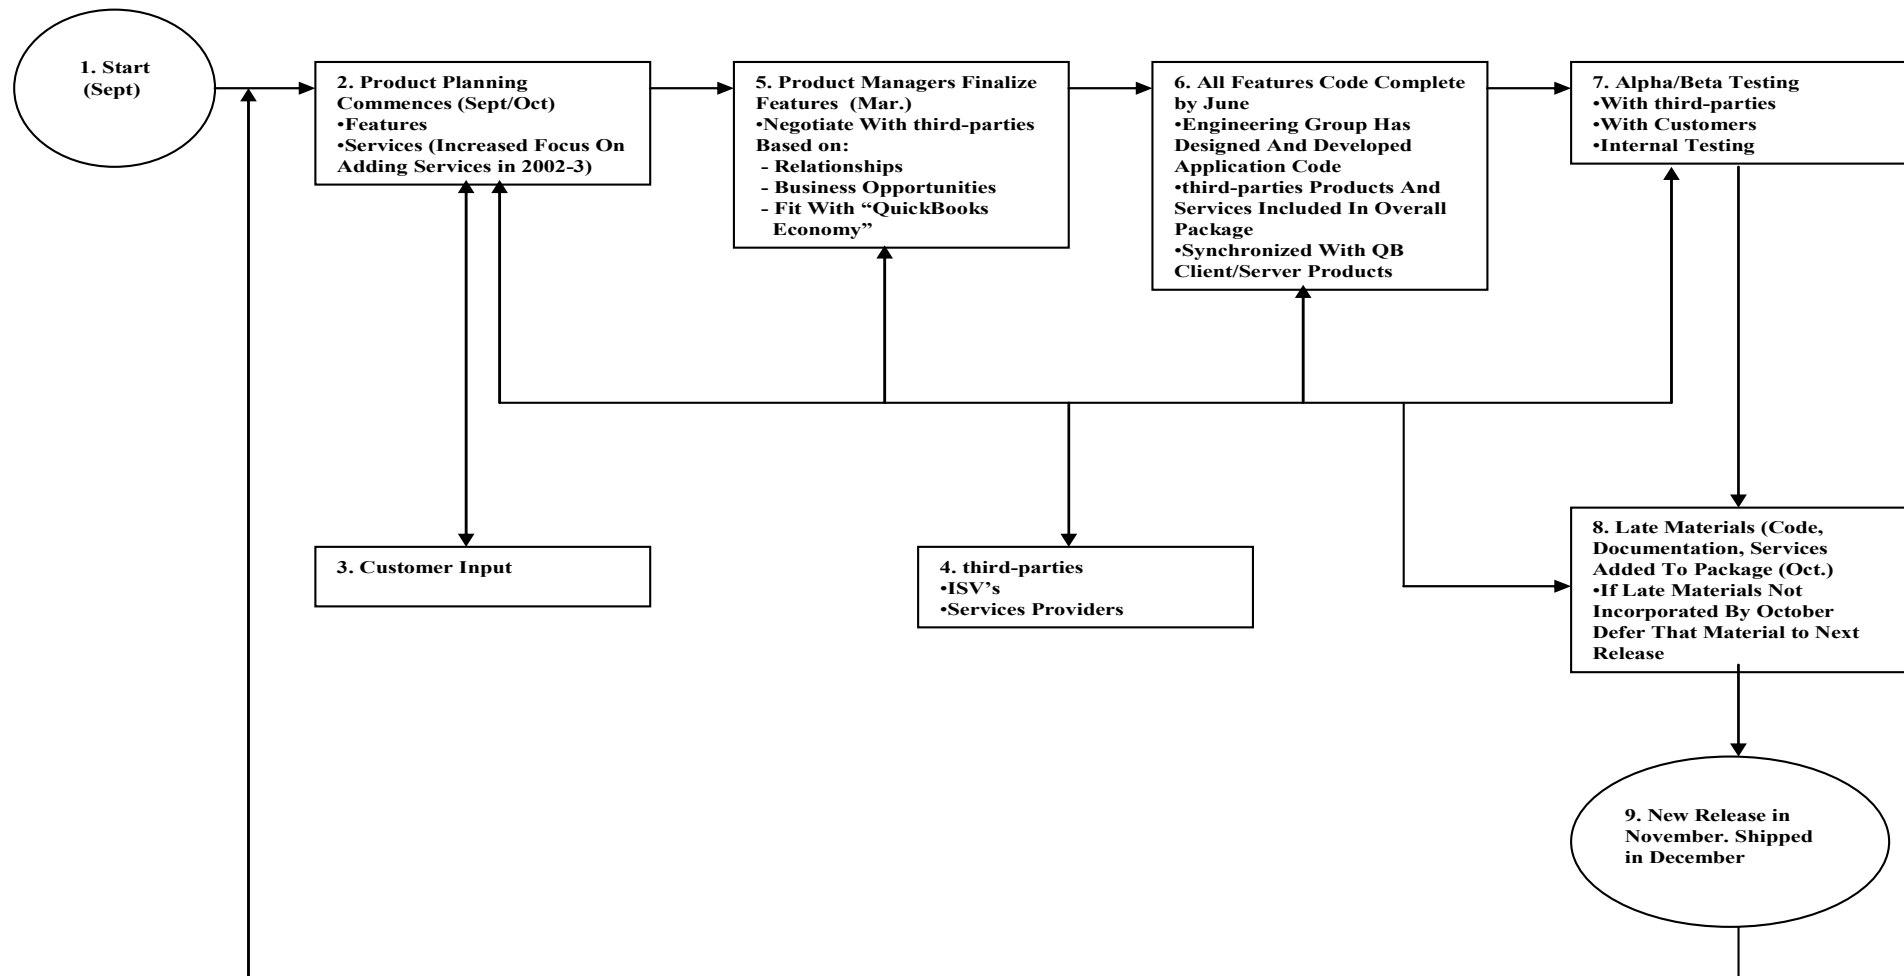 1. Start
(Sept)
2. Product Planning
Commences (Sept/Oct)
•Features
•Services (Increased Focus On
Adding Services in 2002-3)
5. Product Managers Finalize
Features  (Mar.)
•Negotiate With third-parties
Based on:
- Relationships
- Business Opportunities
- Fit With “QuickBooks
Economy”
6. All Features Code Complete
by June
•Engineering Group Has
Designed And Developed
Application Code
•third-parties Products And
Services Included In Overall
Package
•Synchronized With QB
Client/Server Products
7. Alpha/Beta Testing
•With third-parties
•With Customers
•Internal Testing
3. Customer Input
4. third-parties
•ISV's
•Services Providers
8. Late Materials (Code,
Documentation, Services
Added To Package (Oct.)
•If Late Materials Not
Incorporated By October
Defer That Material to Next
Release
9. New Release in
November. Shipped
in December